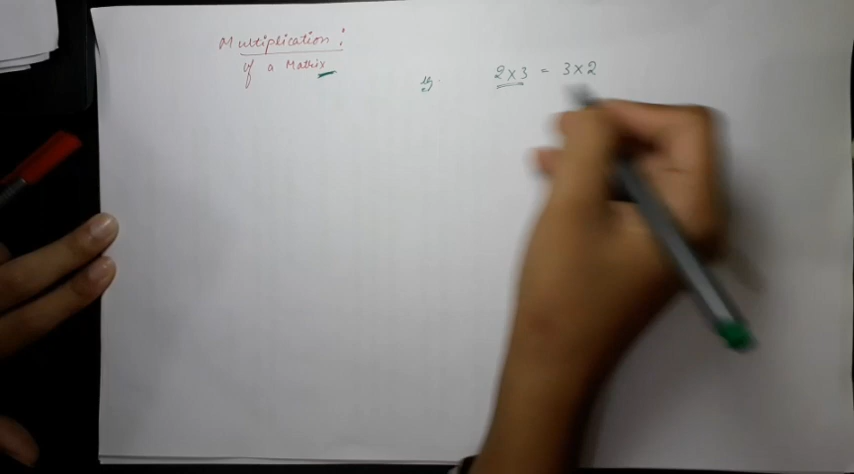 Multiplication :
of a Matrix
2×3 = 3×2